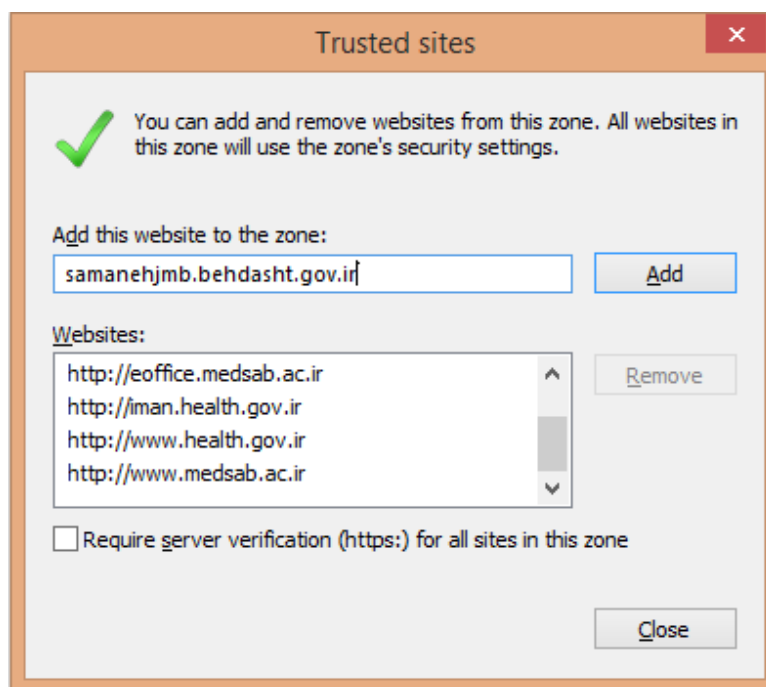 Trusted sites
You can add and remove websites from this zone. All websites in
this zone will use the zone's security settings.
Add this website to the zone:
samanehjmb.behdasht.gov.ir
Add
Websites:
http://eoffice.medsab.ac.ir
http://iman.health.gov.ir
http://www.health.gov.ir
http://www.medsab.ac.ir
Remove
Require server verification (https:) for all sites in this zone
Close